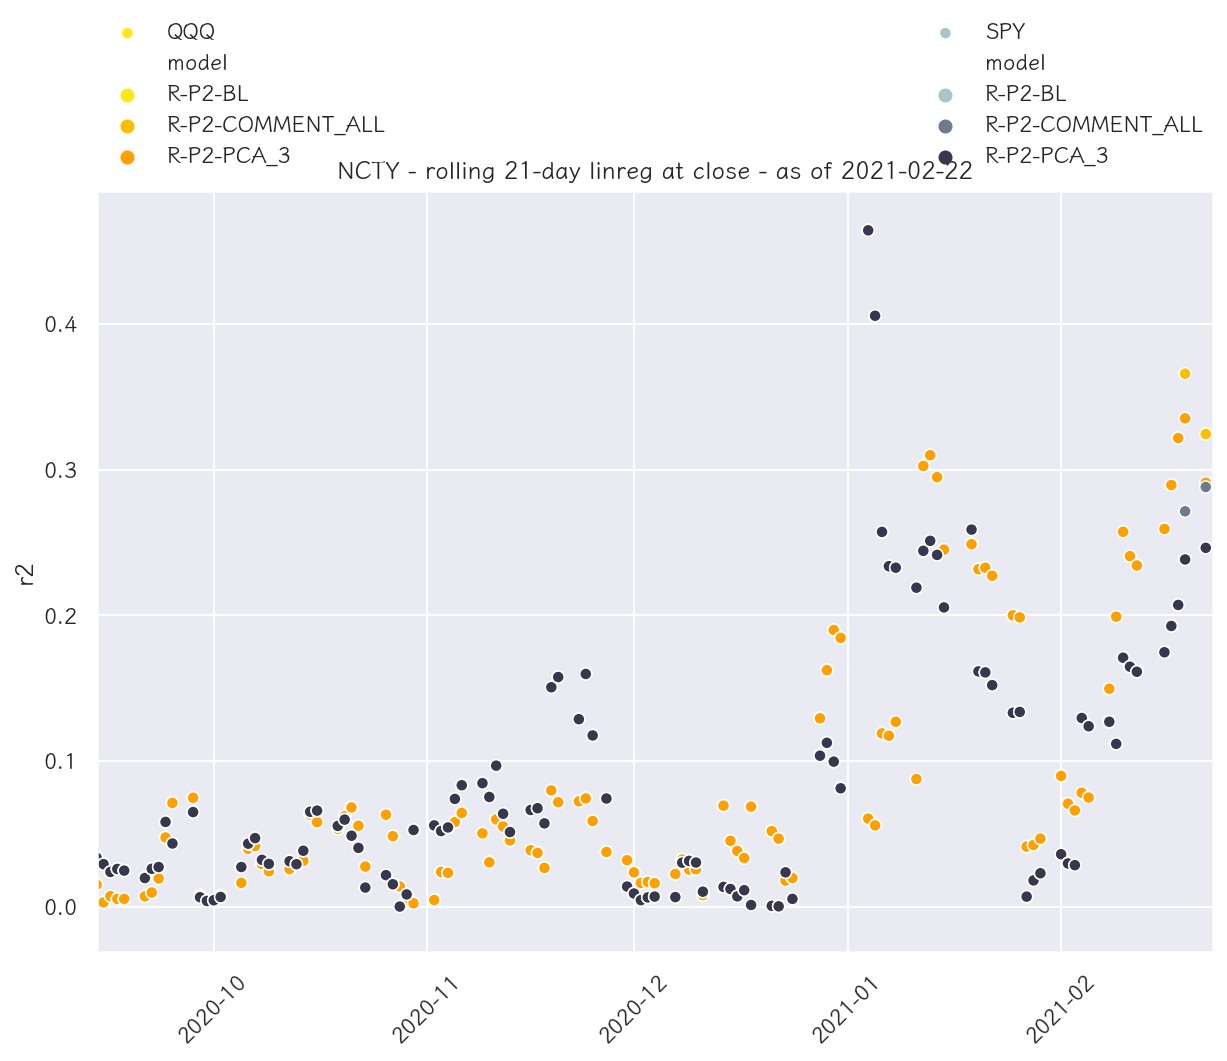 QQQ
model
R-P2-BL
R-P2-COMMENT_ALL
R-P2-PCA_3
SPY
model
R-P2-BL
R-P2-COMMENT_ALL
R-P2-PCA_3
NCTY - rolling 21-day linreg at close - as of 2021-02-22
r2
0.4
0.3
0.2
0.1
0.0
2020-10
2020-11
2020-12
2021-01
2021-02